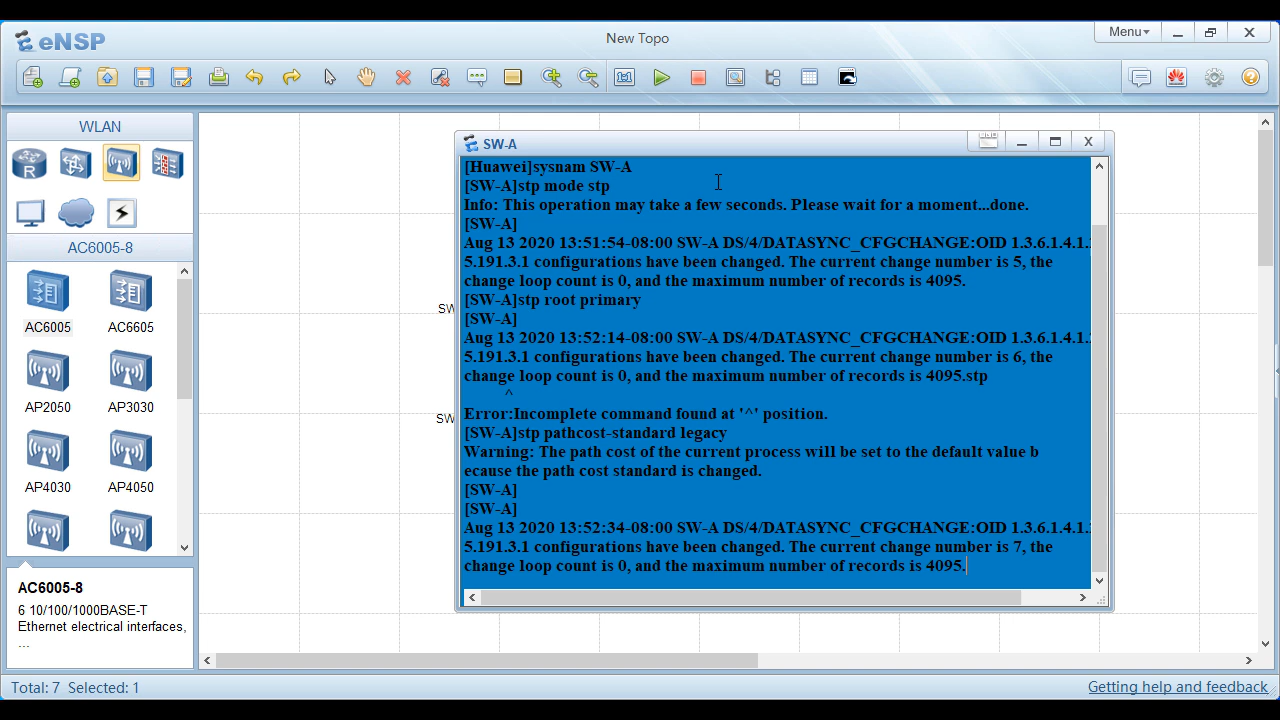 eNSP
New Topo
Menu
WLAN
AC6005-8
AC6005
AC6605
AP2050
AP3030
AP4030
AP4050
AC6005-8
6 10/100/1000BASE-T
Ethernet electrical interfaces,
...
SW
SW
SW-A
[Huawei]sysnam SW-A
[SW-A]stp mode stp
Info: This operation may take a few seconds. Please wait for a moment...done.
[SW-A]
Aug 13 2020 13:51:54-08:00 SW-A DS/4/DATASYNC_CFGCHANGE:OID 1.3.6.1.4.1.2
5.191.3.1 configurations have been changed. The current change number is 5, the
change loop count is 0, and the maximum number of records is 4095.
[SW-A]stp root primary
[SW-A]
Aug 13 2020 13:52:14-08:00 SW-A DS/4/DATASYNC_CFGCHANGE:OID 1.3.6.1.4.1.2
5.191.3.1 configurations have been changed. The current change number is 6, the
change loop count is 0, and the maximum number of records is 4095.stp
^
Error:Incomplete command found at '^' position.
[SW-A]stp pathcost-standard legacy
Warning: The path cost of the current process will be set to the default value b
ecause the path cost standard is changed.
[SW-A]
[SW-A]
Aug 13 2020 13:52:34-08:00 SW-A DS/4/DATASYNC_CFGCHANGE:OID 1.3.6.1.4.1.2
5.191.3.1 configurations have been changed. The current change number is 7, the
change loop count is 0, and the maximum number of records is 4095.
Total: 7 Selected: 1
Getting help and feedback